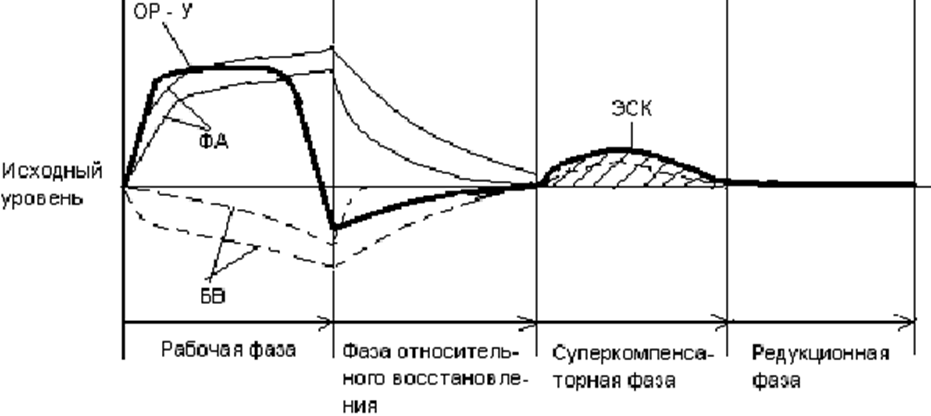 ОР - У
ЭСК
ФА
Исходный
уровень
БВ
Рабочая фаза
Фаза относитель-
ного восстановле-
ния
Суперкомпенса-
торная фаза
Редукционная
фаза